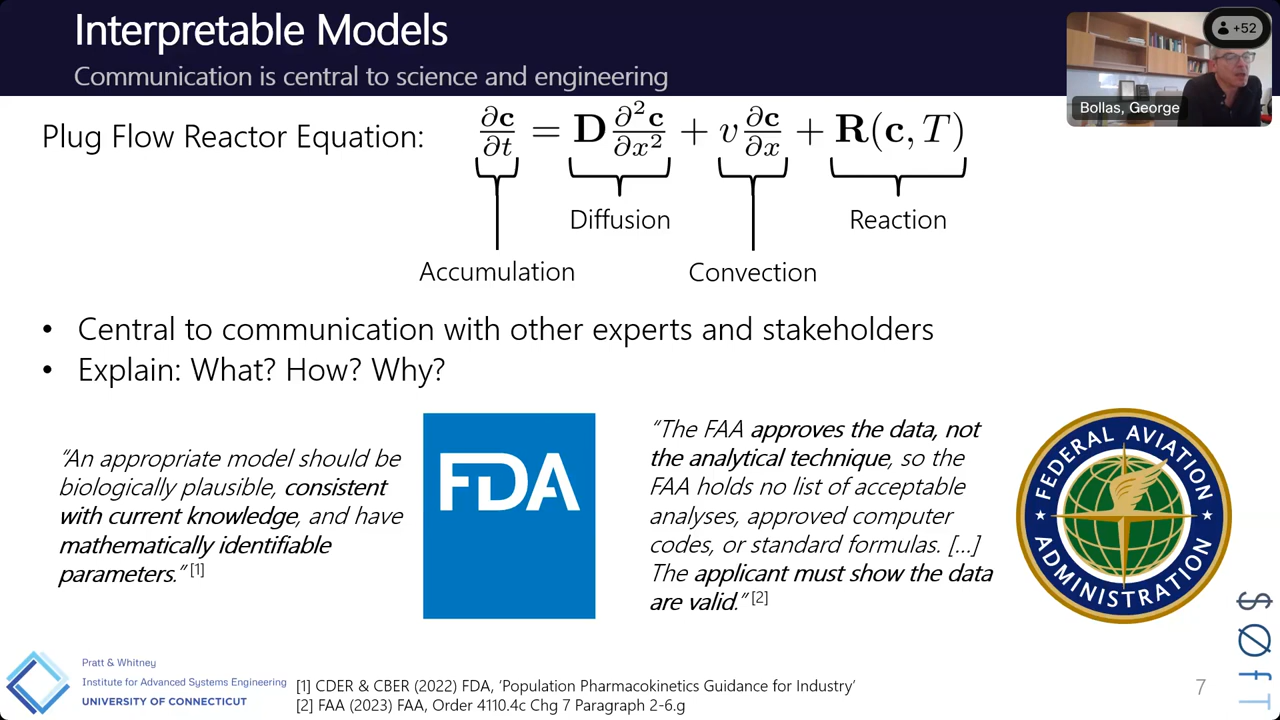 Interpretable Models
Communication is central to science and engineering
+52
Bollas, George
Plug Flow Reactor Equation:
∂c/∂t = D ∂²c/∂x² + v ∂c/∂x + R(c, T)
Diffusion
Reaction
Accumulation
Convection
• Central to communication with other experts and stakeholders
• Explain: What? How? Why?
“An appropriate model should be
biologically plausible, consistent
with current knowledge, and have
mathematically identifiable
parameters.” [1]
FDA
“The FAA approves the data, not
the analytical technique, so the
FAA holds no list of acceptable
analyses, approved computer
codes, or standard formulas. [...]
The applicant must show the data
are valid.” [2]
FEDERAL AVIATION
ADMINISTRATION
Pratt & Whitney
Institute for Advanced Systems Engineering
UNIVERSITY OF CONNECTICUT
[1] CDER & CBER (2022) FDA, ‘Population Pharmacokinetics Guidance for Industry’
[2] FAA (2023) FAA, Order 4110.4c Chg 7 Paragraph 2-6.g
7